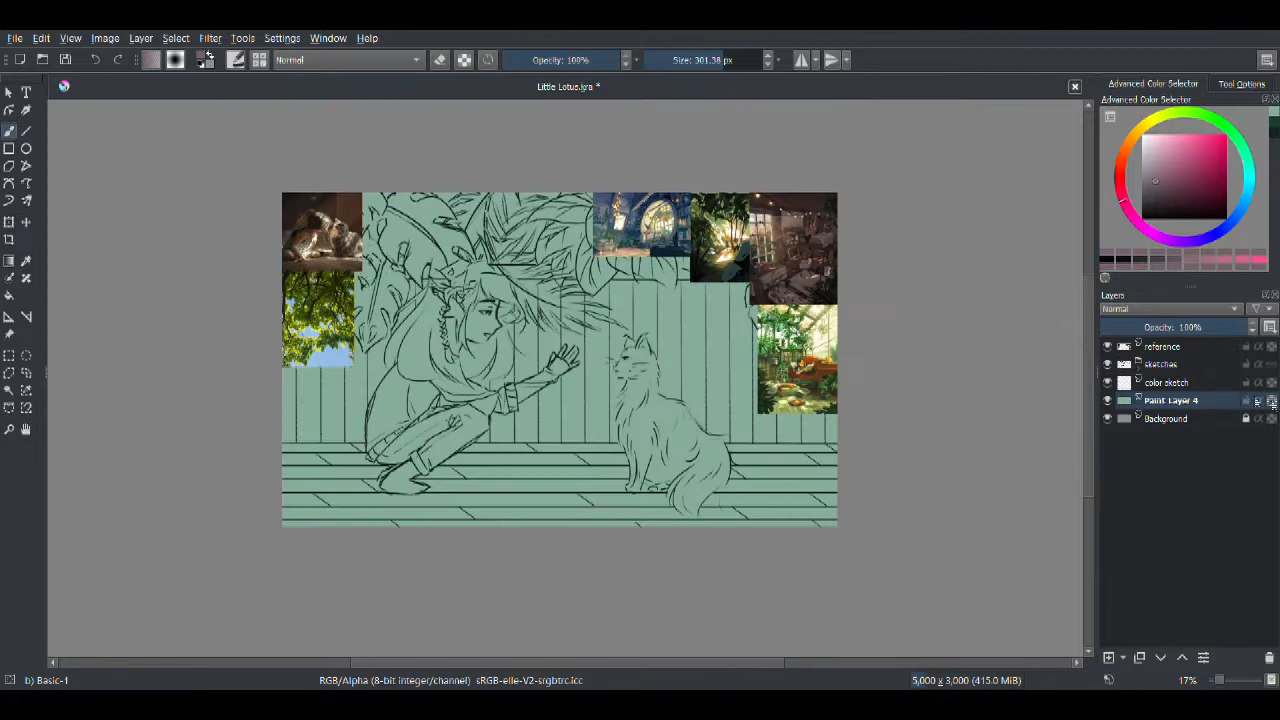 File Edit View Image Layer Select Filter Tools Settings Window Help
Normal Opacity: 100% Size: 301.38 px
Little Lotus.kra *
Advanced Color Selector Tool Options
Advanced Color Selector
Layers
Normal
Opacity: 100%
reference
sketches
color sketch
Paint Layer 4
Background
b) Basic-1 RGB/Alpha (8-bit integer/channel) sRGB-elle-V2-srgbtrc.icc 5,000 x 3,000 (415.0 MiB) 17%